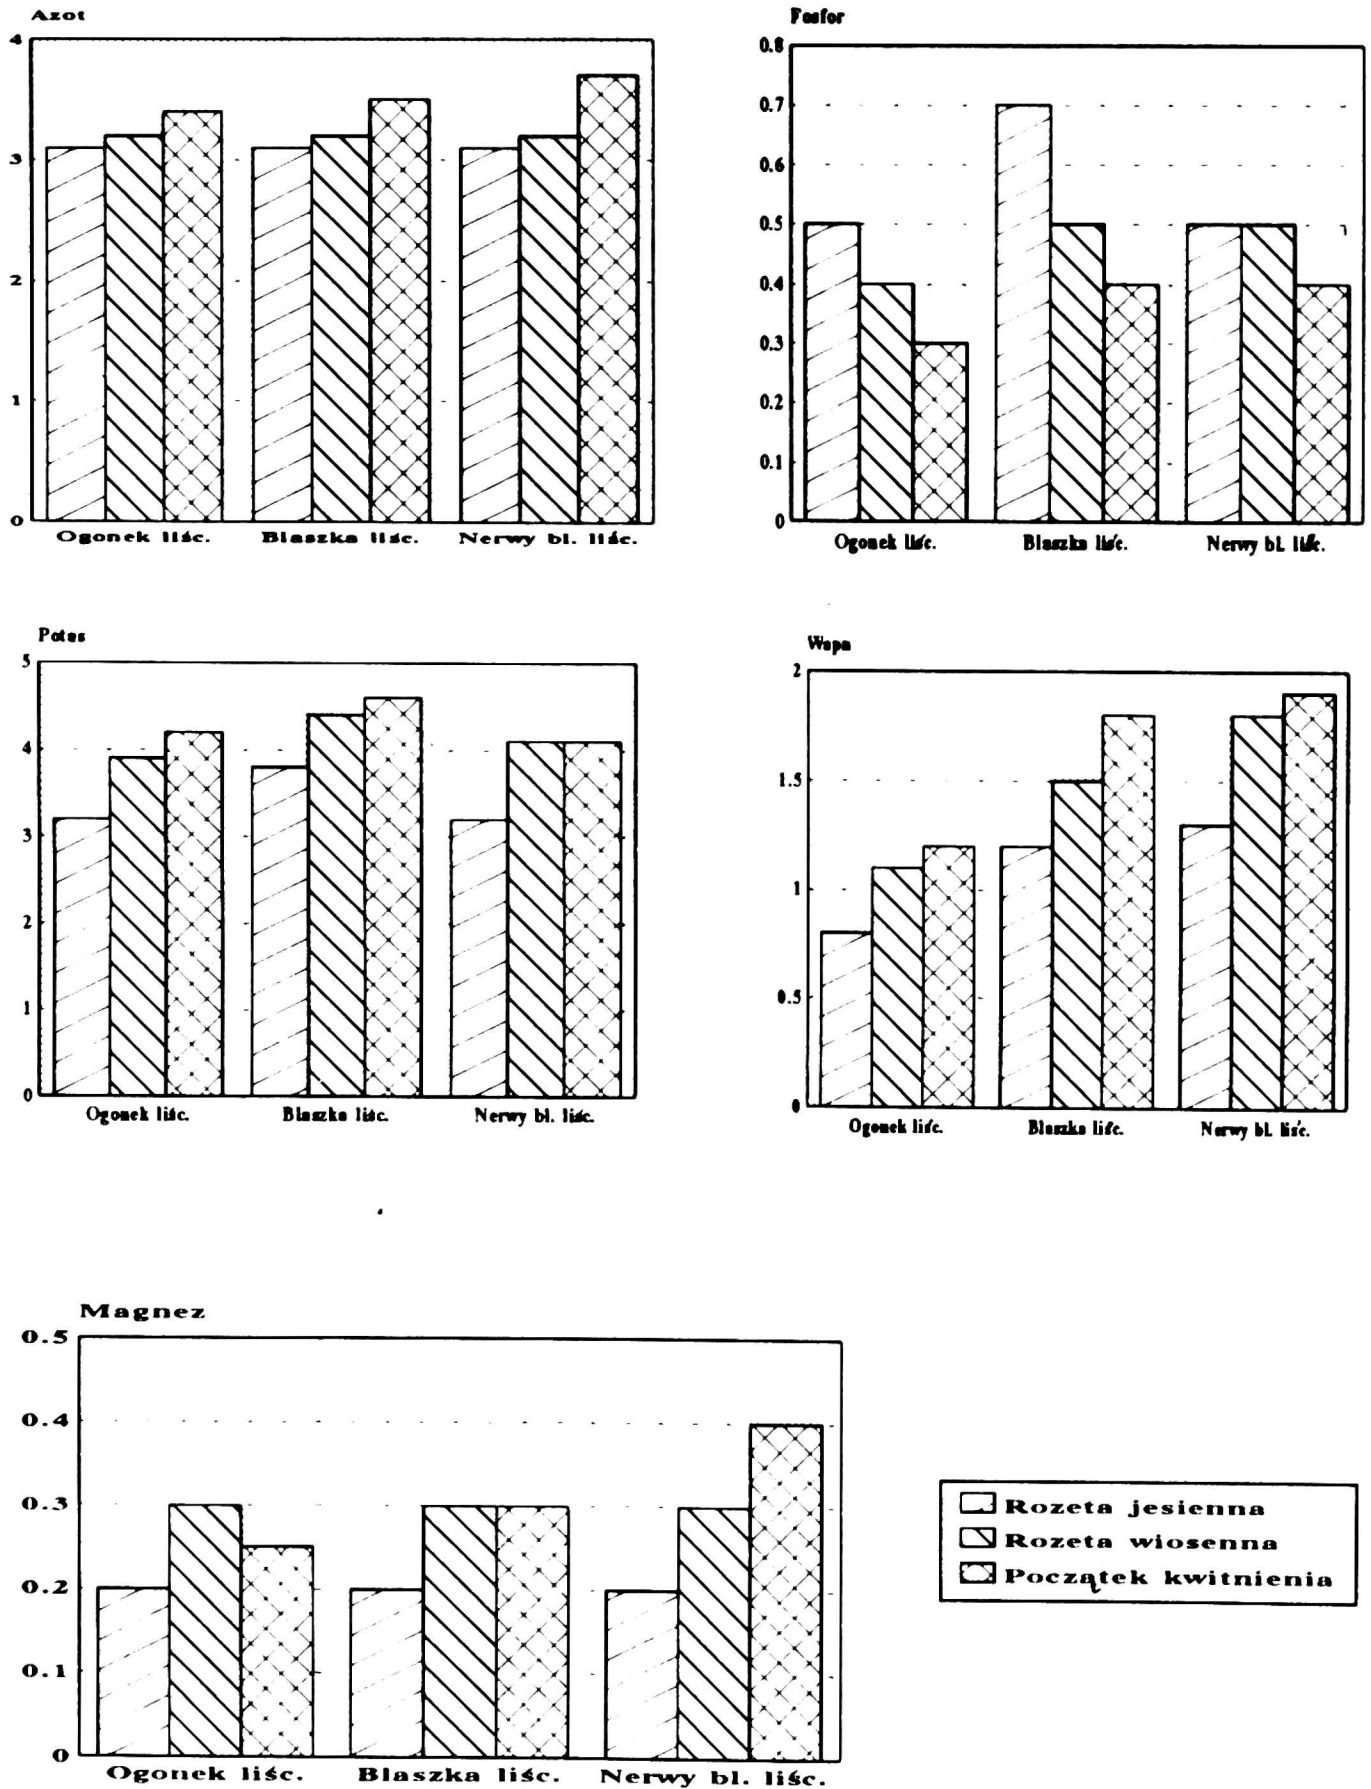 Azot
4
3
2
1
0
Ogonek liśc. Blaszka liśc. Nerwy bl. liśc.
Fosfor
0.8
0.7
0.6
0.5
0.4
0.3
0.2
0.1
0
Ogonek liśc. Blaszka liśc. Nerwy bl. liśc.
Potas
5
4
3
2
1
0
Ogonek liśc. Blaszka liśc. Nerwy bl. liśc.
Wapn
2
1.5
1
0.5
0
Ogonek liśc. Blaszka liśc. Nerwy bl. liśc.
Magnez
0.5
0.4
0.3
0.2
0.1
0
Ogonek liśc. Blaszka liśc. Nerwy bl. liśc.
Rozeta jesienna
Rozeta wiosenna
Początek kwitnienia